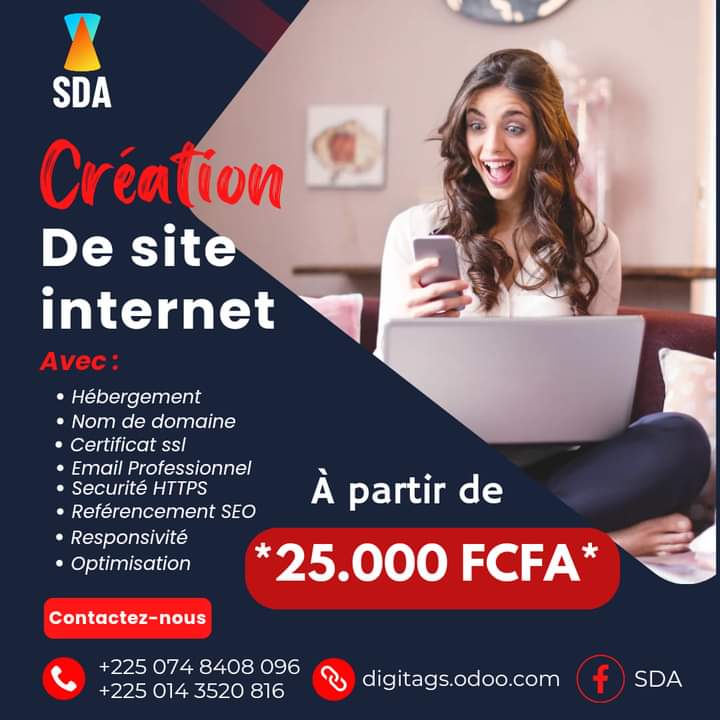 SDA
Création
De site
internet
Avec :
• Hébergement
• Nom de domaine
• Certificat ssl
• Email Professionnel
• Securité HTTPS
• Reférencement SEO
• Responsivité
• Optimisation
À partir de
*25.000 FCFA*
Contactez-nous
+225 074 8408 096
+225 014 3520 816
digitags.odoo.com
SDA